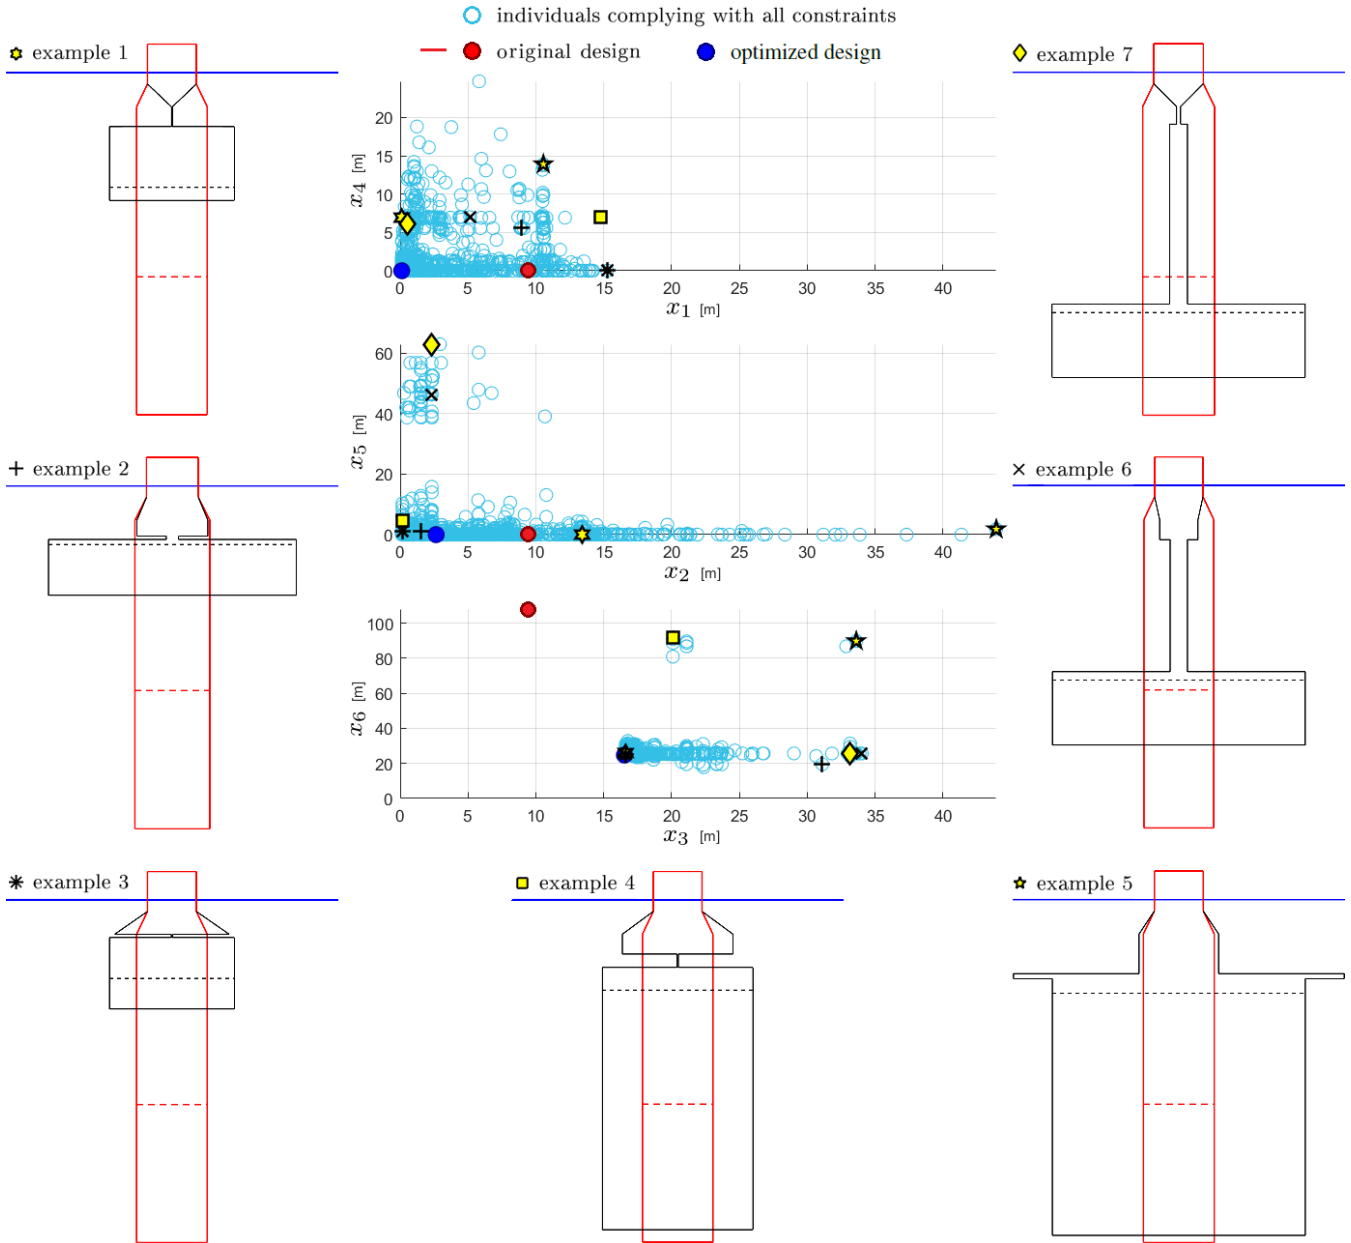 individuals complying with all constraints
original design
optimized design
example 1
example 7
x4 [m]
20
15
10
5
0
0 5 10 15 20 25 30 35 40
x1 [m]
x5 [m]
60
40
20
0
0 5 10 15 20 25 30 35 40
x2 [m]
example 2
example 6
x6 [m]
100
80
60
40
20
0
0 5 10 15 20 25 30 35 40
x3 [m]
example 3
example 4
example 5